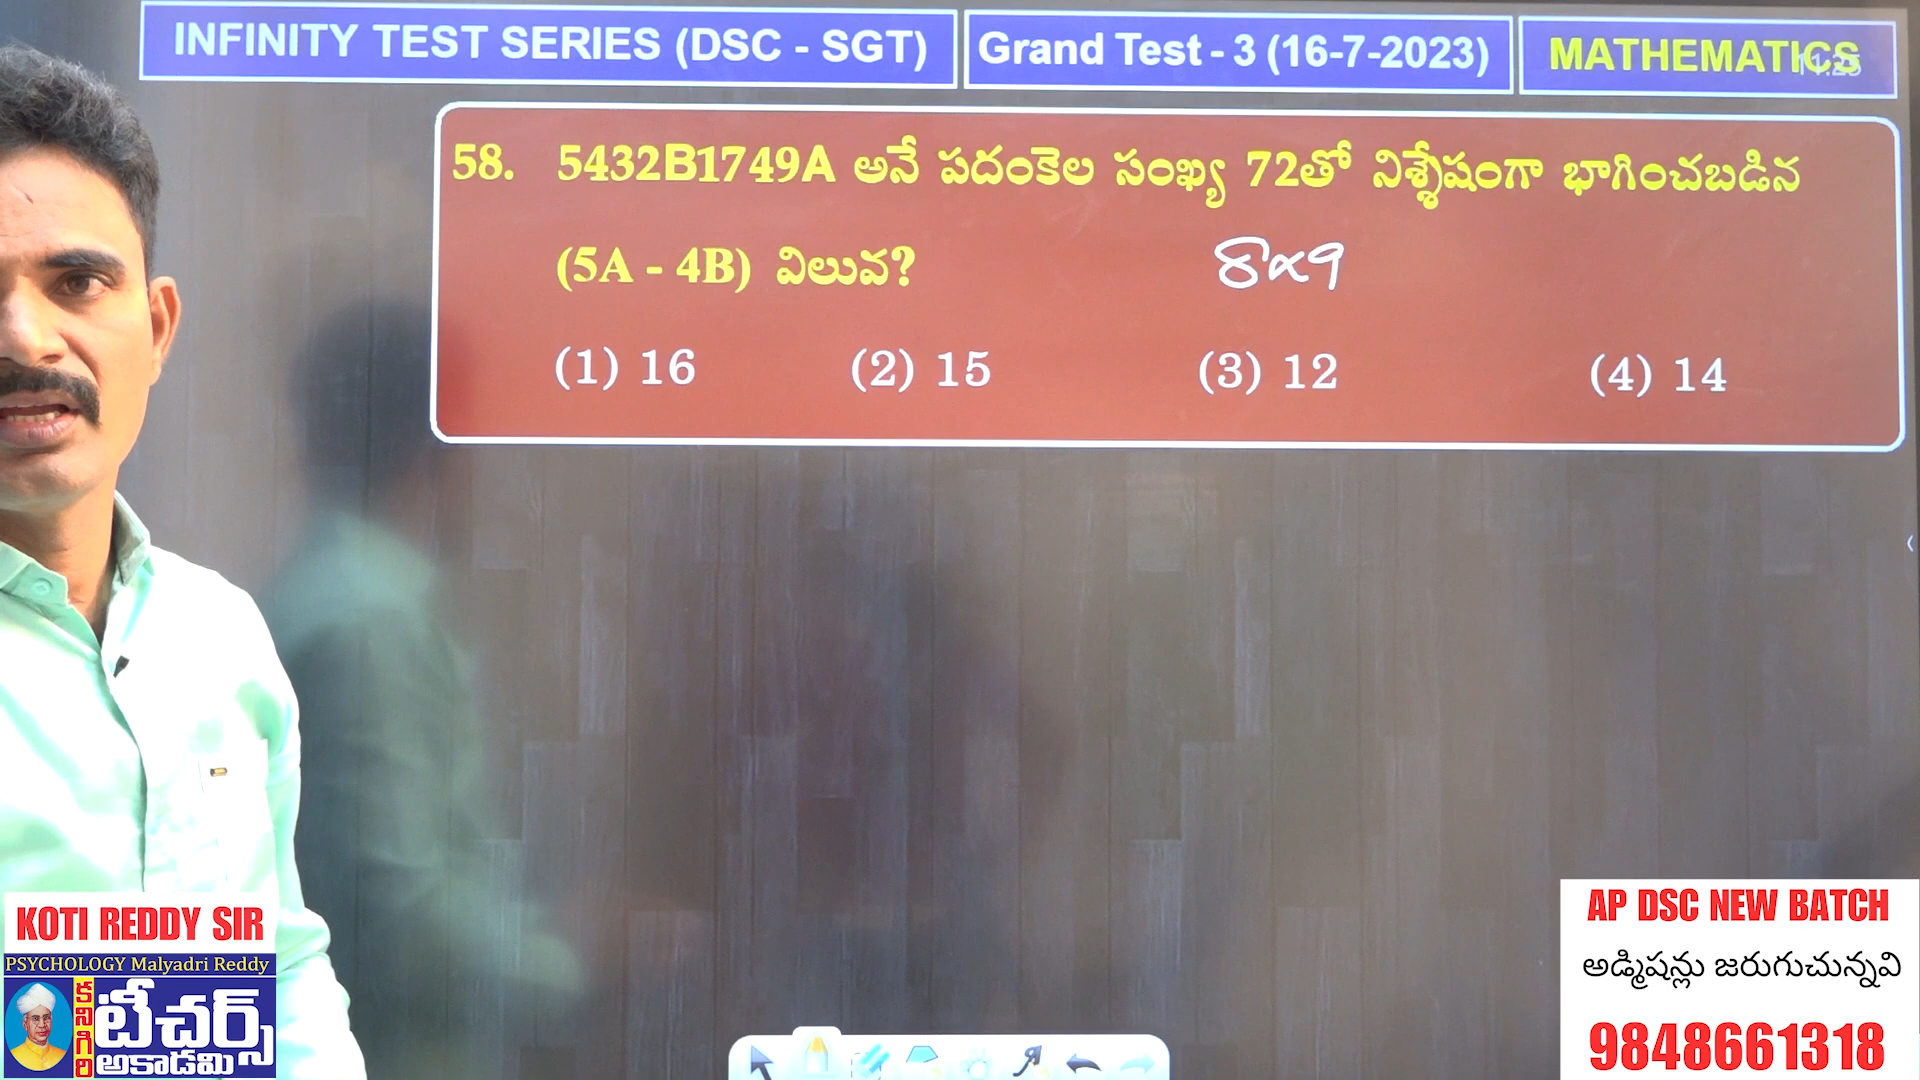 INFINITY TEST SERIES (DSC - SGT)
Grand Test - 3 (16-7-2023)
MATHEMATICS
58. 5432B1749A అనే పదంకెల సంఖ్య 72తో నిశ్శేషంగా భాగించబడిన
(5A - 4B) విలువ?
8×9
(1) 16 (2) 15 (3) 12 (4) 14
KOTI REDDY SIR
PSYCHOLOGY Malyadri Reddy
కనిగిరి
టీచర్స్
అకాడమి
AP DSC NEW BATCH
అడ్మిషన్లు జరుగుచున్నవి
9848661318